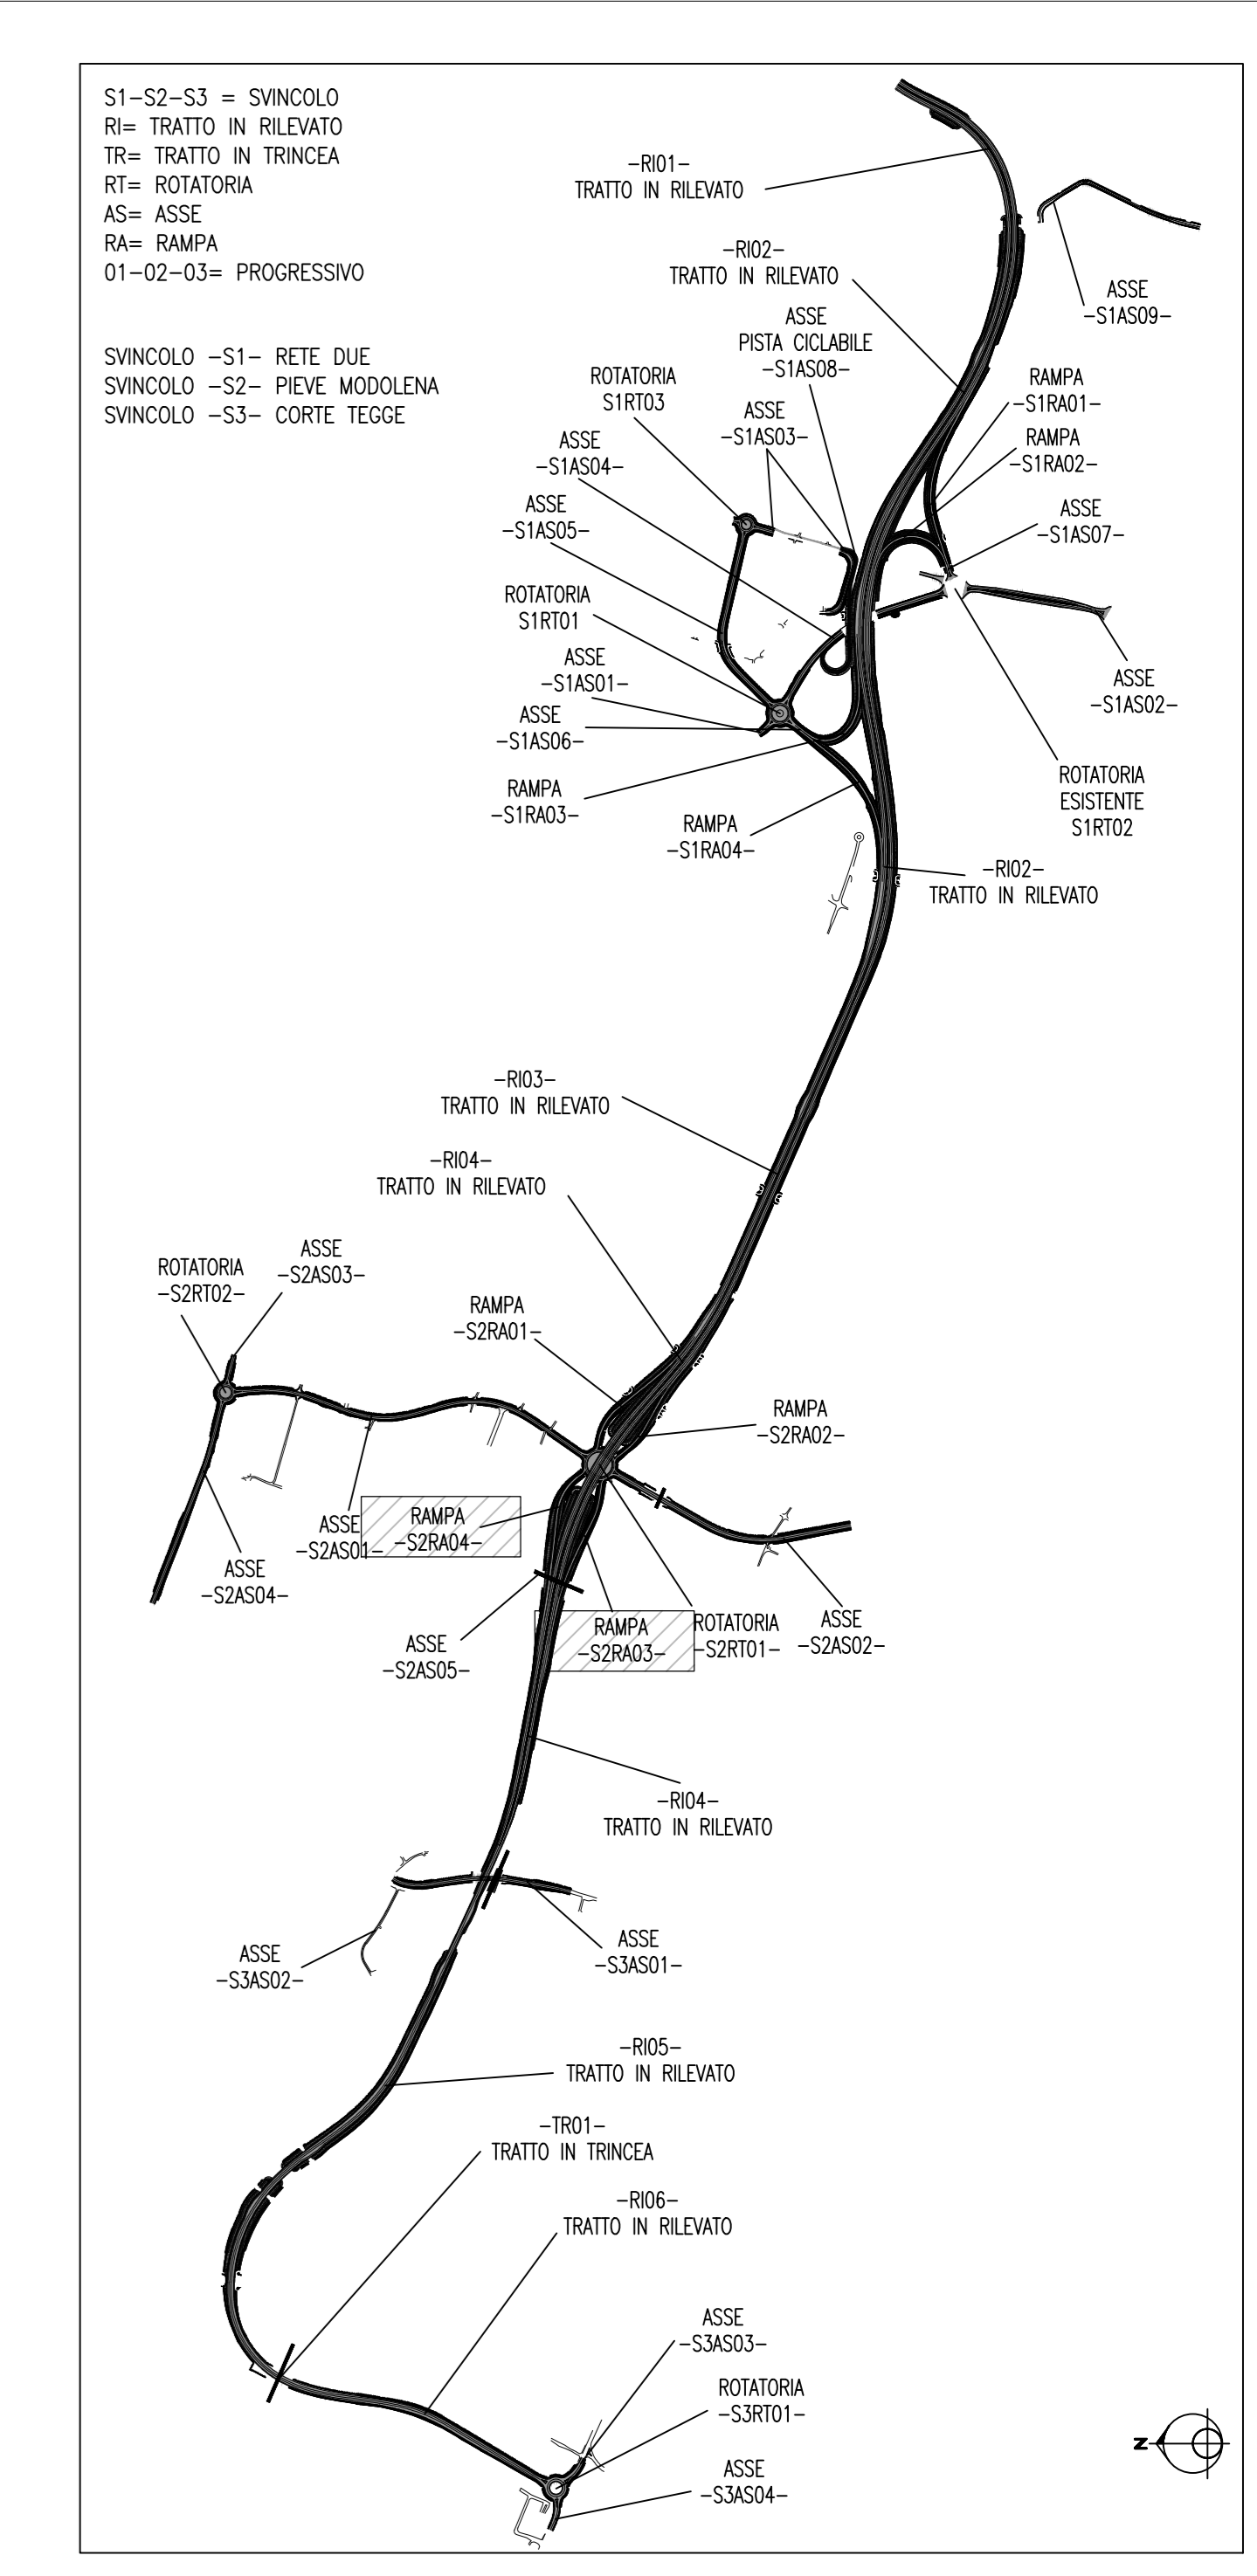 S1-S2-S3 = SVINCOLO
RI= TRATTO IN RILEVATO
TR= TRATTO IN TRINCEA
RT= ROTATORIA
AS= ASSE
RA= RAMPA
01-02-03= PROGRESSIVO
SVINCOLO -S1- RETE DUE
SVINCOLO -S2- PIEVE MODOLENA
SVINCOLO -S3- CORTE TEGGE
-RI01-
TRATTO IN RILEVATO
-RI02-
TRATTO IN RILEVATO
ASSE
-S1AS09-
ASSE
PISTA CICLABILE
-S1AS08-
ROTATORIA
S1RT03
RAMPA
-S1RA01-
ASSE
-S1AS03-
ASSE
-S1AS04-
RAMPA
-S1RA02-
ASSE
-S1AS05-
ASSE
-S1AS07-
ROTATORIA
S1RT01
ASSE
-S1AS01-
ASSE
-S1AS02-
ASSE
-S1AS06-
ROTATORIA
ESISTENTE
S1RT02
RAMPA
-S1RA03-
RAMPA
-S1RA04-
-RI02-
TRATTO IN RILEVATO
-RI03-
TRATTO IN RILEVATO
-RI04-
TRATTO IN RILEVATO
ASSE
-S2AS03-
ROTATORIA
-S2RT02-
RAMPA
-S2RA01-
RAMPA
-S2RA02-
RAMPA
-S2RA04-
ASSE
-S2AS01-
ASSE
-S2AS04-
RAMPA
-S2RA03-
ROTATORIA
-S2RT01-
ASSE
-S2AS02-
ASSE
-S2AS05-
-RI04-
TRATTO IN RILEVATO
ASSE
-S3AS01-
ASSE
-S3AS02-
-RI05-
TRATTO IN RILEVATO
-TR01-
TRATTO IN TRINCEA
-RI06-
TRATTO IN RILEVATO
ASSE
-S3AS03-
ROTATORIA
-S3RT01-
N
ASSE
-S3AS04-